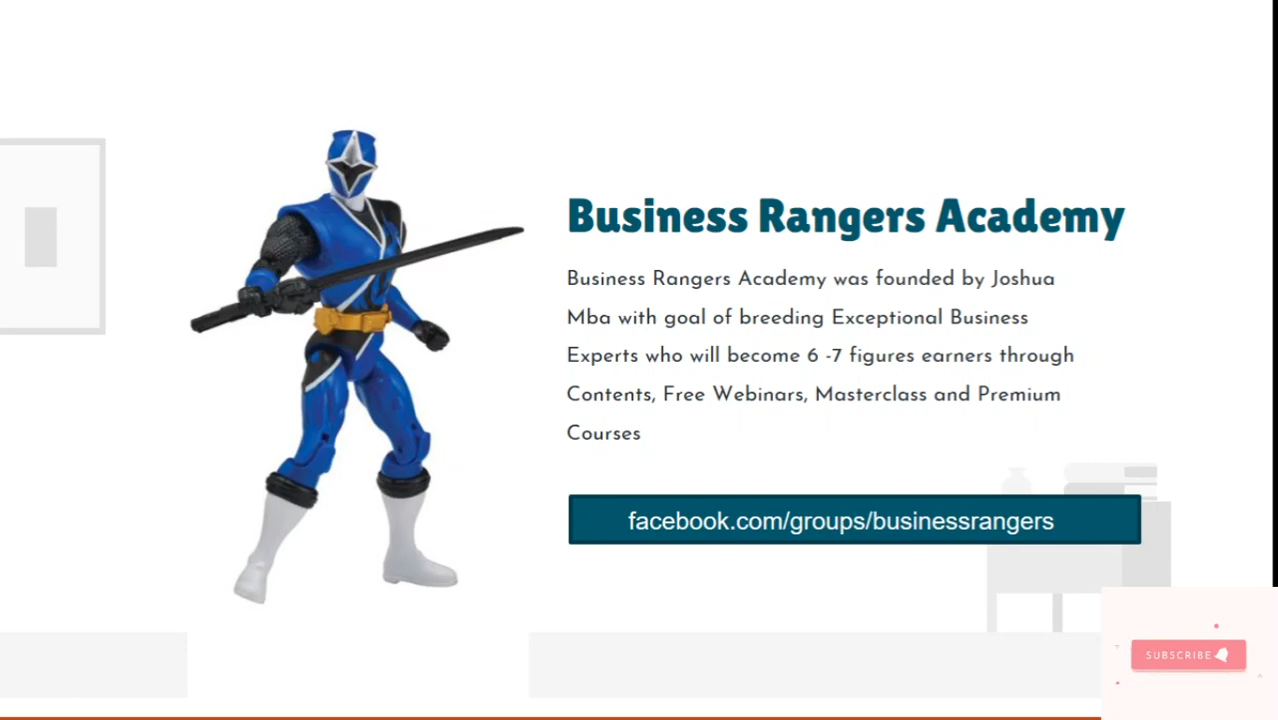 Business Rangers Academy
Business Rangers Academy was founded by Joshua
Mba with goal of breeding Exceptional Business
Experts who will become 6 -7 figures earners through
Contents, Free Webinars, Masterclass and Premium
Courses
facebook.com/groups/businessrangers
SUBSCRIBE